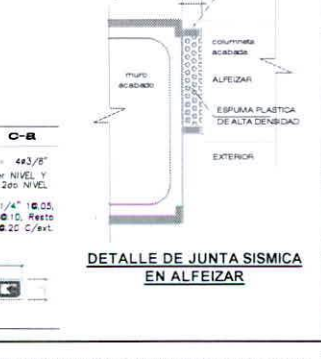 columneta
acabada
muro
acabado
ALFEIZAR
ESPUMA PLASTICA
DE ALTA DENSIDAD
EXTERIOR
c-a
4ø3/8"
NIVEL Y
2do NIVEL
1/4" 1@.05,
@.10, Resto
@.20 C/ext.
DETALLE DE JUNTA SISMICA
EN ALFEIZAR